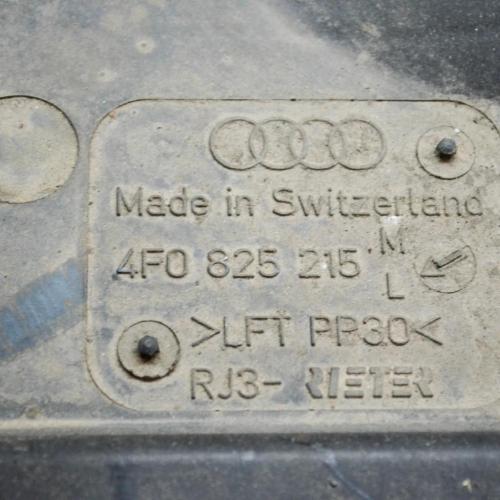 Made in Switzerland
4F0 825 215 M
L
>LFT PP30<
RJ3- RIETER